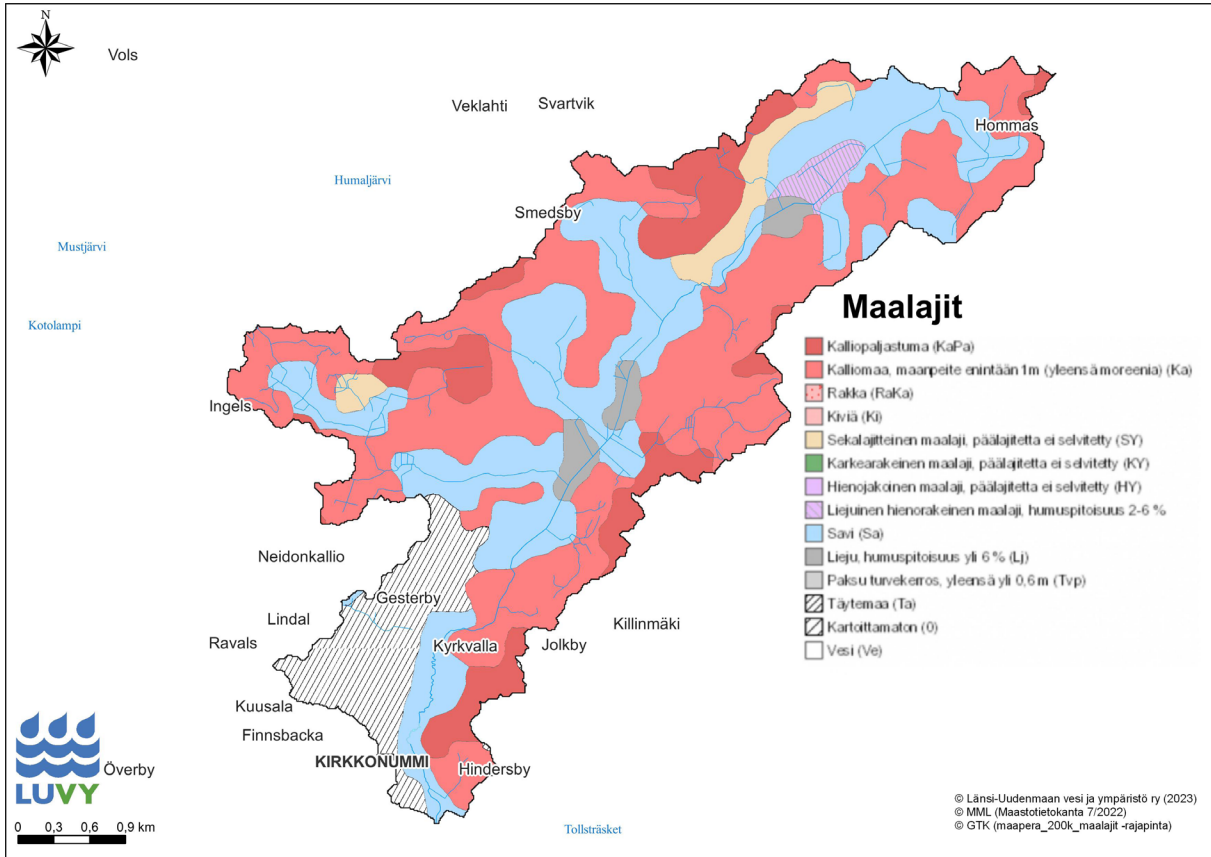 N
Vols
Veklahti
Svartvik
Hommas
Humaljärvi
Smedsby
Mustjärvi
Kotolampi
Ingels
Maalajit
Kalliopaljastuma (KaPa)
Kalliomaa, maanpeite enintään 1m (yleensä moreenia) (Ka)
Rakka (RaKa)
Kiviä (Ki)
Sekalajitteinen maalaji, päälajitetta ei selvitetty (SY)
Karkearakeinen maalaji, päälajitetta ei selvitetty (KY)
Hienojakoinen maalaji, päälajitetta ei selvitetty (HY)
Liejuinen hienorakeinen maalaji, humuspitoisuus 2-6 %
Savi (Sa)
Lieju, humuspitoisuus yli 6 % (Lj)
Paksu turvekerros, yleensä yli 0,6 m (Tvp)
Täytemaa (Ta)
Kartoittamaton (0)
Vesi (Ve)
Neidonkallio
Gesterby
Lindal
Ravals
Kyrkvalla
Jolkby
Killinmäki
Kuusala
Finnsbacka
KIRKKONUMMI
Hindersby
Överby
LUVY
0 0,3 0,6 0,9 km
Tollsträsket
© Länsi-Uudenmaan vesi ja ympäristö ry (2023)
© MML (Maastotietokanta 7/2022)
© GTK (maapera_200k_maalajit -rajapinta)